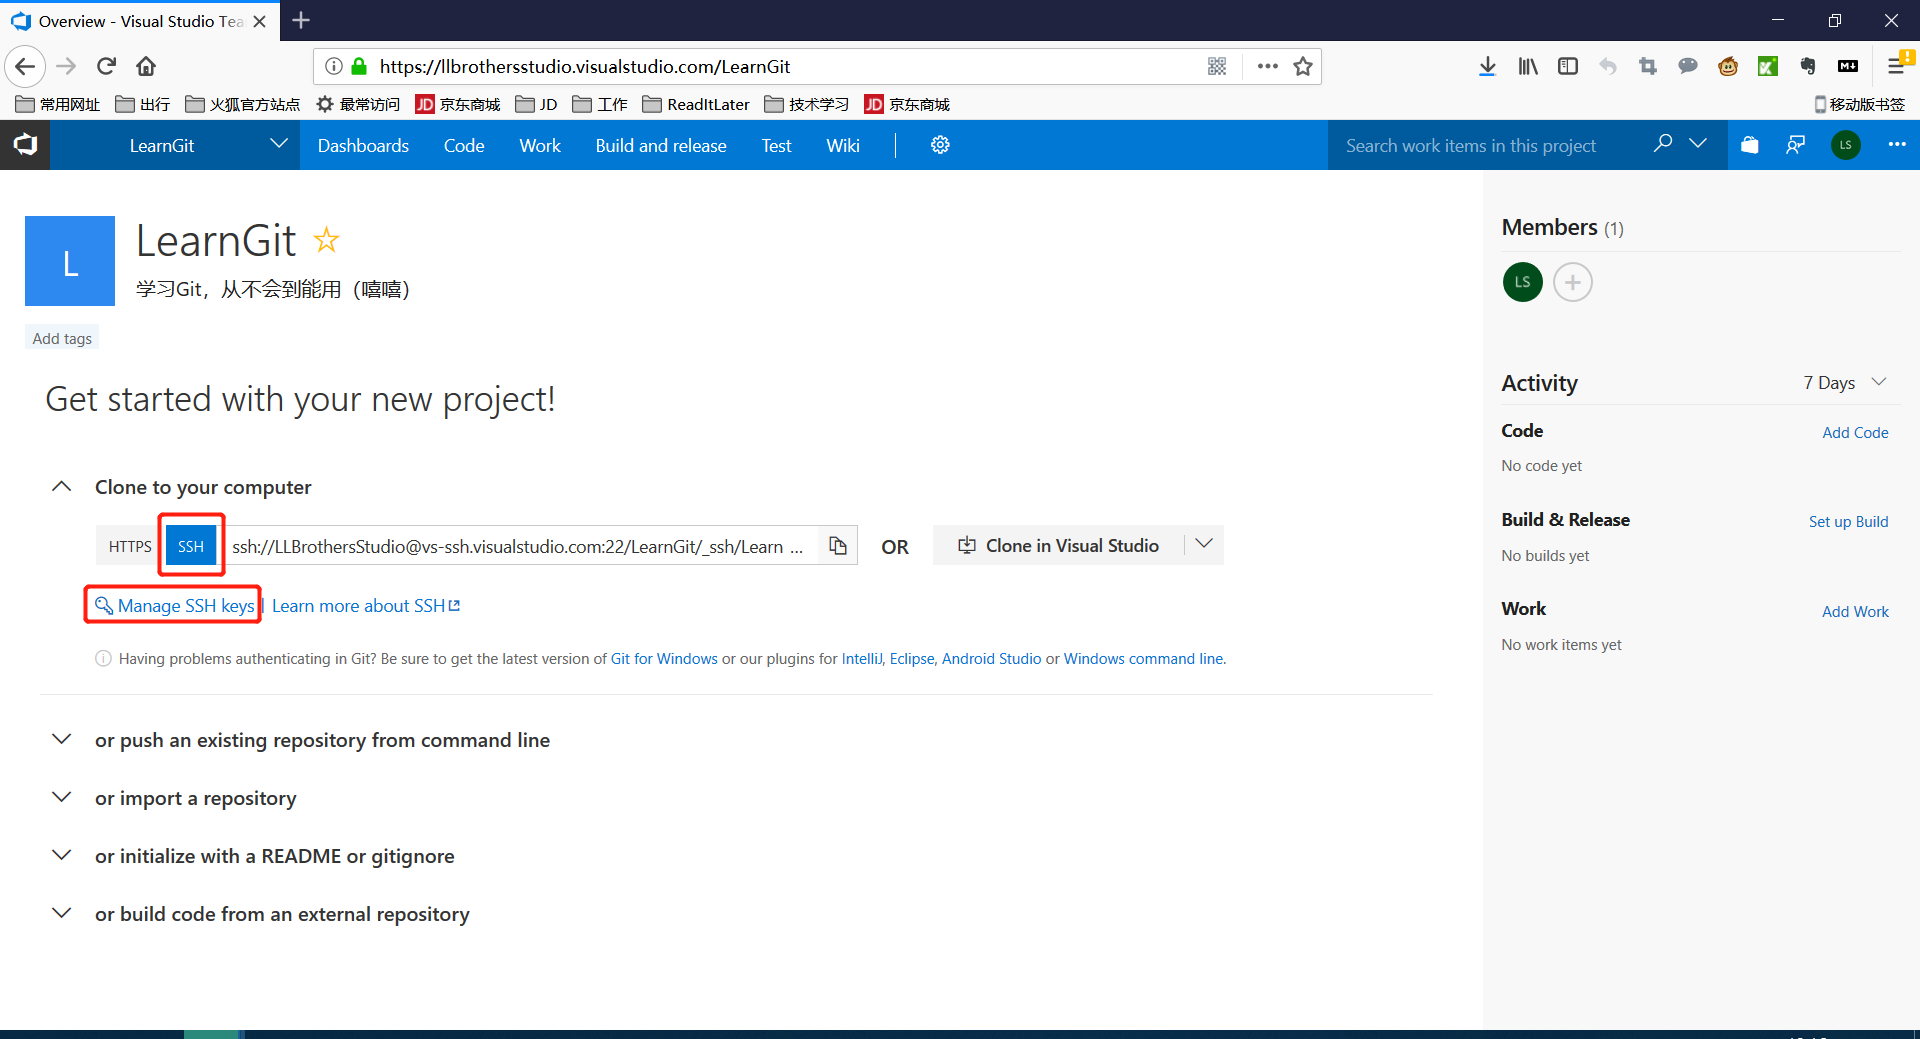 Overview - Visual Studio Tea
https://llbrothersstudio.visualstudio.com/LearnGit
常用网址 出行 火狐官方站点 最常访问 JD 京东商城 JD 工作 ReadItLater 技术学习 JD 京东商城 移动版书签
LearnGit Dashboards Code Work Build and release Test Wiki Search work items in this project LS
L
LearnGit
学习Git，从不会到能用（嘻嘻）
Add tags
Get started with your new project!
Clone to your computer
HTTPS SSH ssh://LLBrothersStudio@vs-ssh.visualstudio.com:22/LearnGit/_ssh/Learn ... OR Clone in Visual Studio
Manage SSH keys | Learn more about SSH
Having problems authenticating in Git? Be sure to get the latest version of Git for Windows or our plugins for IntelliJ, Eclipse, Android Studio or Windows command line.
or push an existing repository from command line
or import a repository
or initialize with a README or gitignore
or build code from an external repository
Members (1)
LS
Activity 7 Days
Code Add Code
No code yet
Build & Release Set up Build
No builds yet
Work Add Work
No work items yet